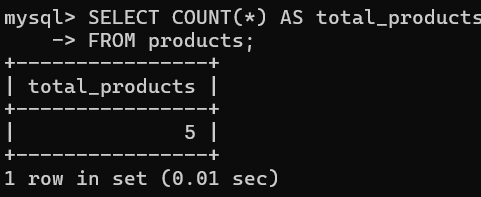 mysql> SELECT COUNT(*) AS total_products
    -> FROM products;
+----------------+
| total_products |
+----------------+
|              5 |
+----------------+
1 row in set (0.01 sec)